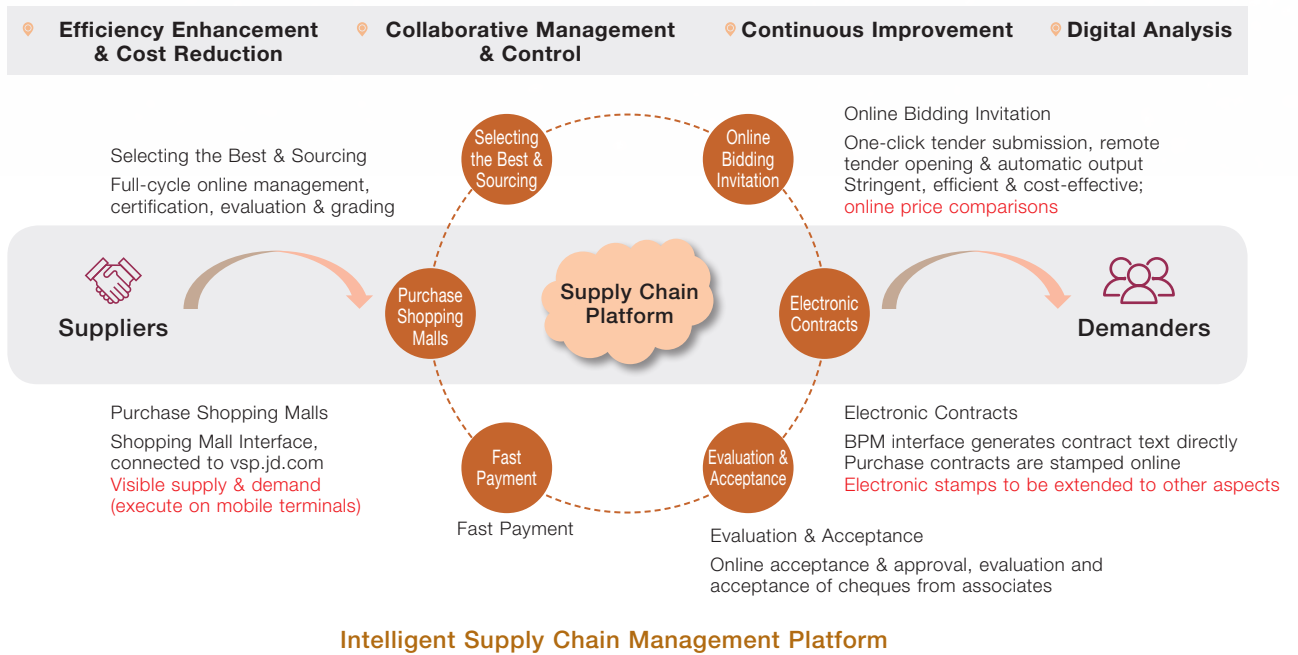 Efficiency Enhancement
& Cost Reduction
Collaborative Management
& Control
Continuous Improvement
Digital Analysis
Selecting the Best & Sourcing
Full-cycle online management,
certification, evaluation & grading
Selecting
the Best &
Sourcing
Online
Bidding
Invitation
Online Bidding Invitation
One-click tender submission, remote
tender opening & automatic output
Stringent, efficient & cost-effective;
online price comparisons
Suppliers
Purchase
Shopping
Malls
Supply Chain
Platform
Electronic
Contracts
Demanders
Purchase Shopping Malls
Shopping Mall Interface,
connected to vsp.jd.com
Visible supply & demand
(execute on mobile terminals)
Fast
Payment
Fast Payment
Evaluation &
Acceptance
Electronic Contracts
BPM interface generates contract text directly
Purchase contracts are stamped online
Electronic stamps to be extended to other aspects
Evaluation & Acceptance
Online acceptance & approval, evaluation and
acceptance of cheques from associates
Intelligent Supply Chain Management Platform